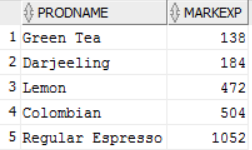 PRODNAME MARKEXP
1 Green Tea 138
2 Darjeeling 184
3 Lemon 472
4 Colombian 504
5 Regular Espresso 1052